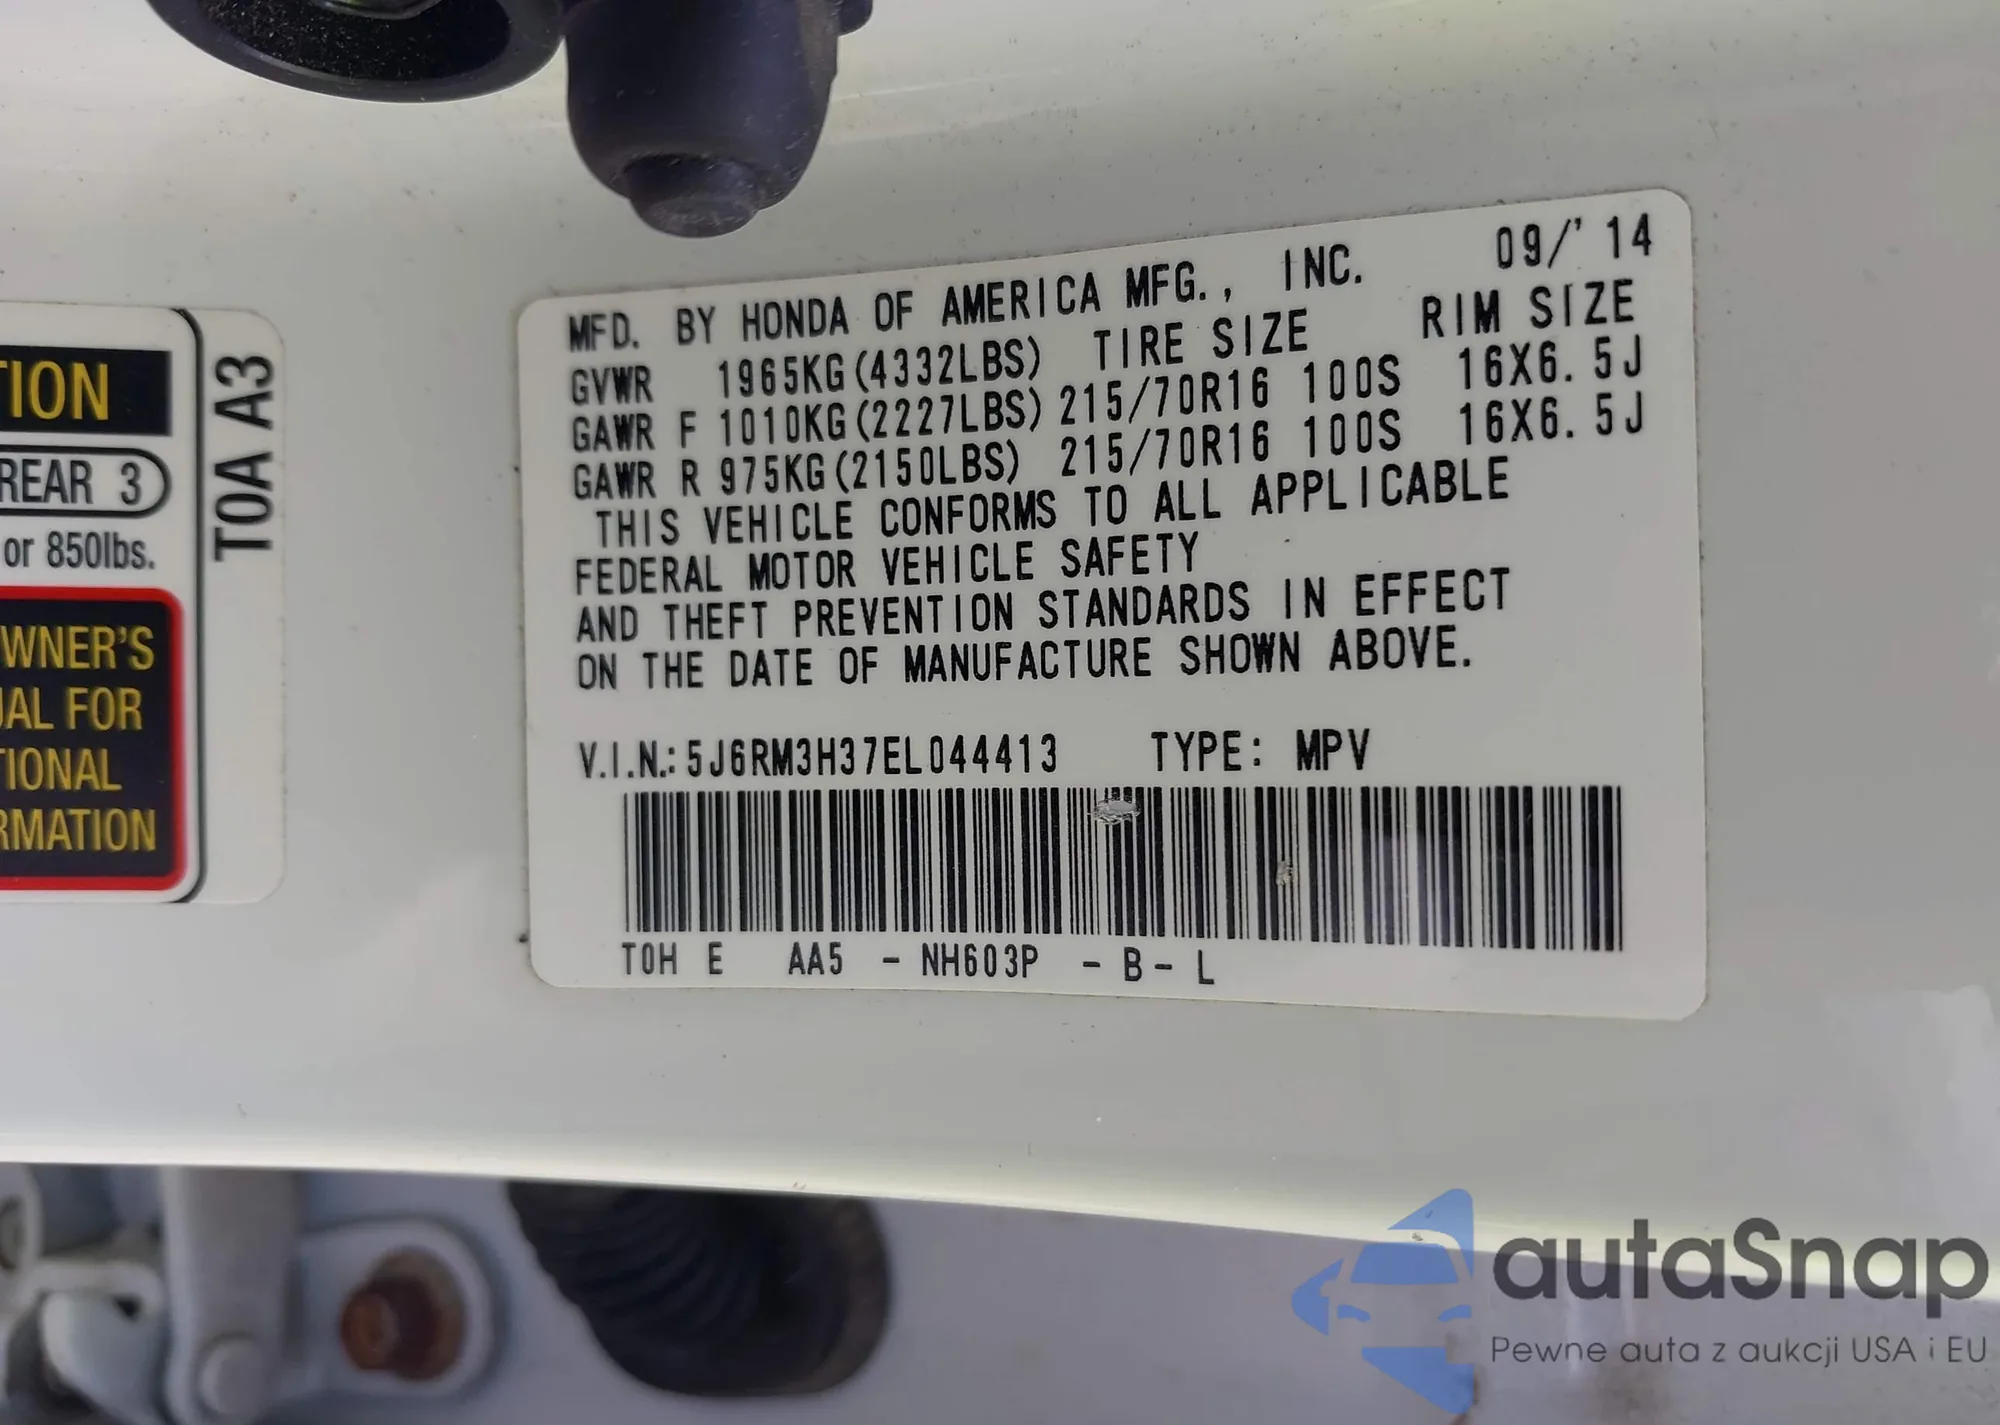 TION
REAR 3
or 850lbs.
WNER'S
UAL FOR
TIONAL
RMATION
T0A A3
MFD. BY HONDA OF AMERICA MFG., INC. 09/'14
GVWR 1965KG(4332LBS) TIRE SIZE RIM SIZE
GAWR F 1010KG(2227LBS) 215/70R16 100S 16X6.5J
GAWR R 975KG(2150LBS) 215/70R16 100S 16X6.5J
THIS VEHICLE CONFORMS TO ALL APPLICABLE
FEDERAL MOTOR VEHICLE SAFETY
AND THEFT PREVENTION STANDARDS IN EFFECT
ON THE DATE OF MANUFACTURE SHOWN ABOVE.
V.I.N.: 5J6RM3H37EL044413 TYPE: MPV
T0H E AA5 - NH603P - B - L
autaSnap
Pewne auta z aukcji USA i EU